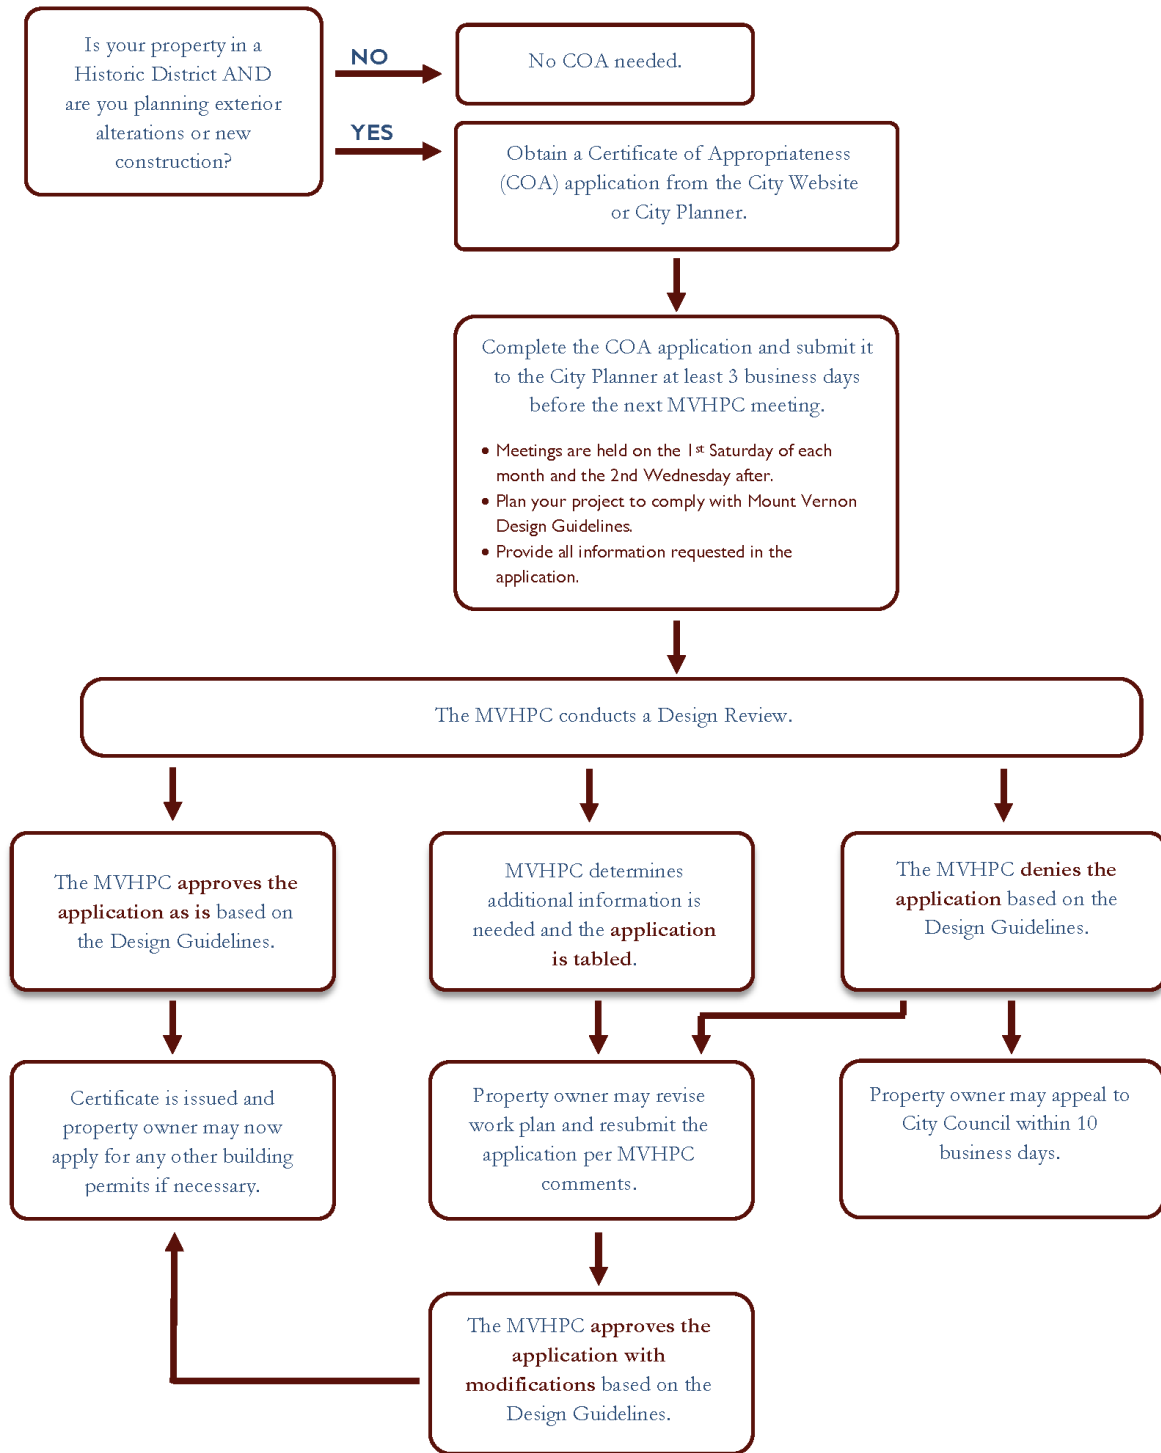 Is your property in a
Historic District AND
are you planning exterior
alterations or new
construction?
NO
No COA needed.
YES
Obtain a Certificate of Appropriateness
(COA) application from the City Website
or City Planner.
Complete the COA application and submit it
to the City Planner at least 3 business days
before the next MVHPC meeting.
• Meetings are held on the 1st Saturday of each
month and the 2nd Wednesday after.
• Plan your project to comply with Mount Vernon
Design Guidelines.
• Provide all information requested in the
application.
The MVHPC conducts a Design Review.
The MVHPC approves the
application as is based on
the Design Guidelines.
MVHPC determines
additional information is
needed and the application
is tabled.
The MVHPC denies the
application based on the
Design Guidelines.
Certificate is issued and
property owner may now
apply for any other building
permits if necessary.
Property owner may revise
work plan and resubmit the
application per MVHPC
comments.
Property owner may appeal to
City Council within 10
business days.
The MVHPC approves the
application with
modifications based on the
Design Guidelines.